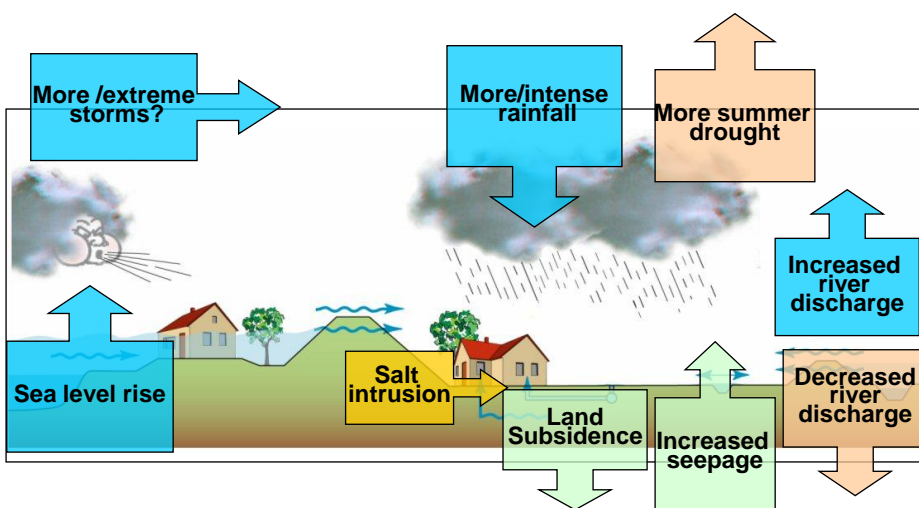 More /extreme
storms?
More/intense
rainfall
More summer
drought
Increased
river
discharge
Sea level rise
Salt
intrusion
Land
Subsidence
Increased
seepage
Decreased
river
discharge